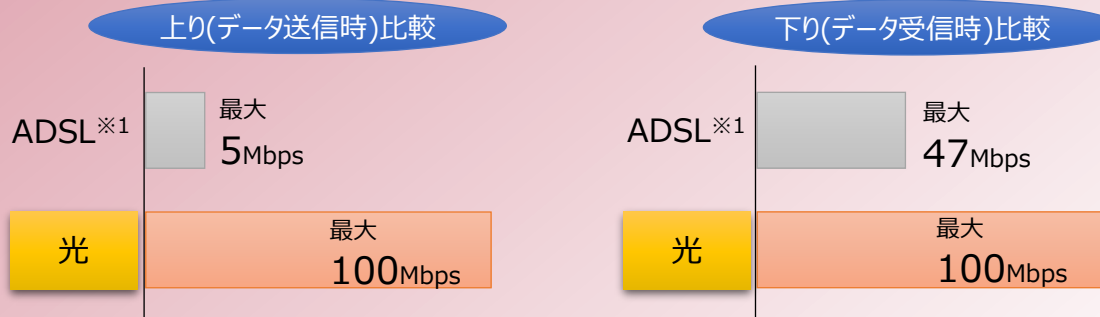 上り(データ送信時)比較
ADSL※1
最大
5Mbps
光
最大
100Mbps
下り(データ受信時)比較
ADSL※1
最大
47Mbps
光
最大
100Mbps